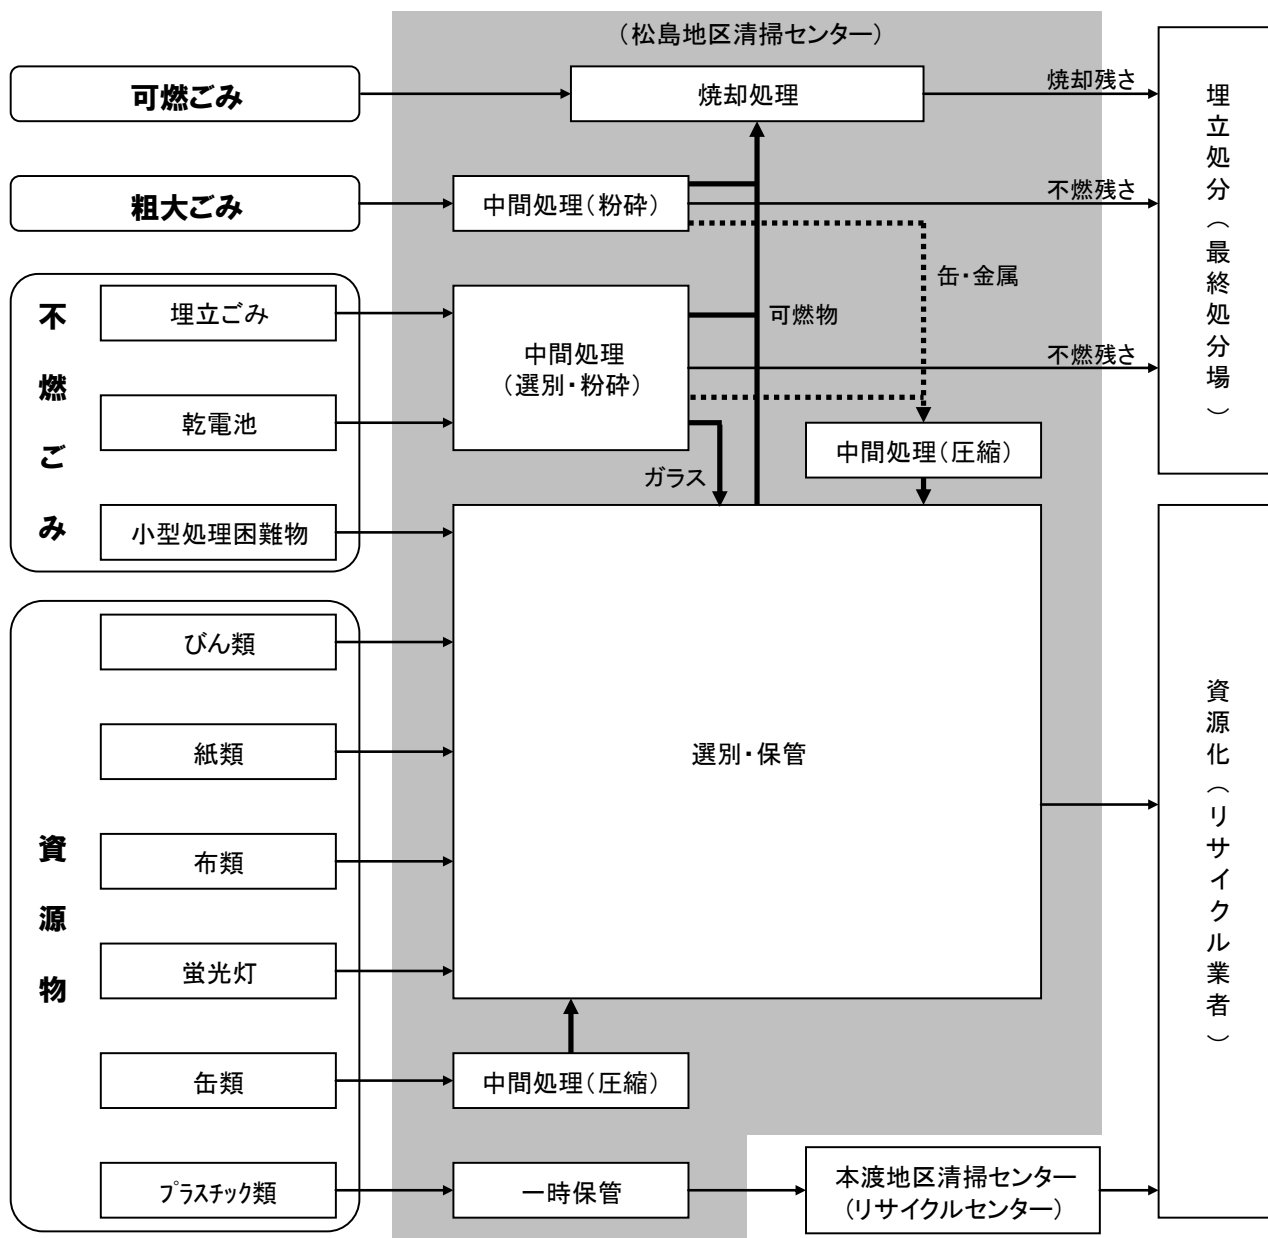 （松島地区清掃センター）
可燃ごみ
焼却処理
焼却残さ
粗大ごみ
中間処理（粉砕）
不燃残さ
缶・金属
可燃物
不燃ごみ
埋立ごみ
乾電池
小型処理困難物
中間処理
（選別・粉砕）
不燃残さ
ガラス
中間処理（圧縮）
埋立処分（最終処分場）
資源物
びん類
紙類
布類
蛍光灯
缶類
プラスチック類
選別・保管
中間処理（圧縮）
一時保管
本渡地区清掃センター
（リサイクルセンター）
資源化（リサイクル業者）